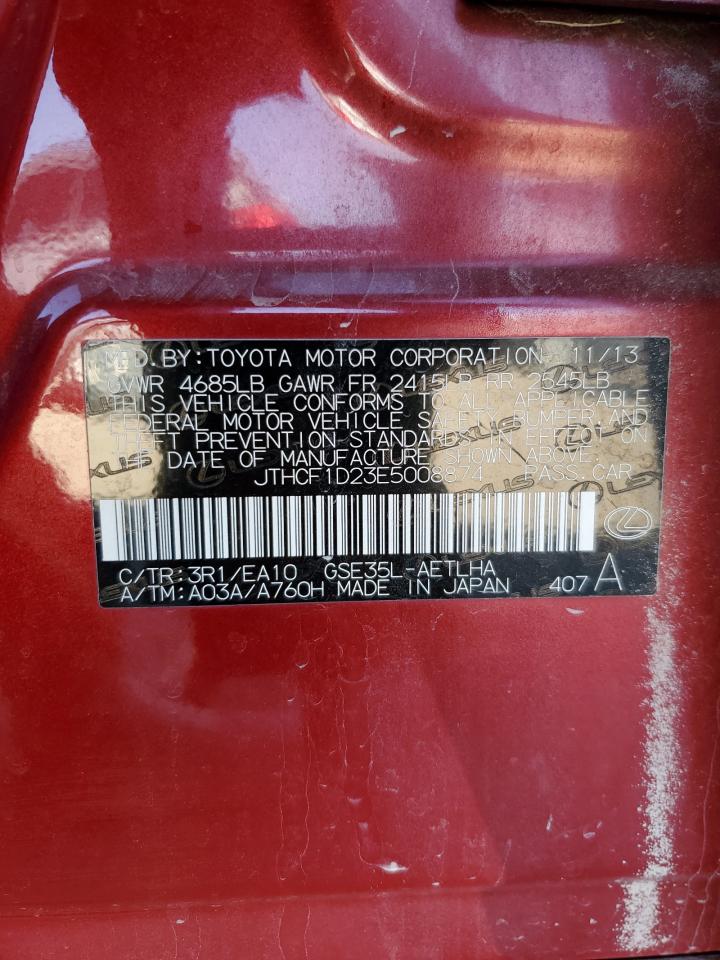 MFD.BY:TOYOTA MOTOR CORPORATION 11/13
GVWR 4685LB GAWR FR 2415LB RR 2545LB
THIS VEHICLE CONFORMS TO ALL APPLICABLE
FEDERAL MOTOR VEHICLE SAFETY, BUMPER, AND
THEFT PREVENTION STANDARDS IN EFFECT ON
THE DATE OF MANUFACTURE SHOWN ABOVE.
JTHCF1D23E5008874 PASS.CAR
C/TR:3R1/EA10 GSE35L-AETLHA
A/TM:A03A/A760H MADE IN JAPAN 407 A